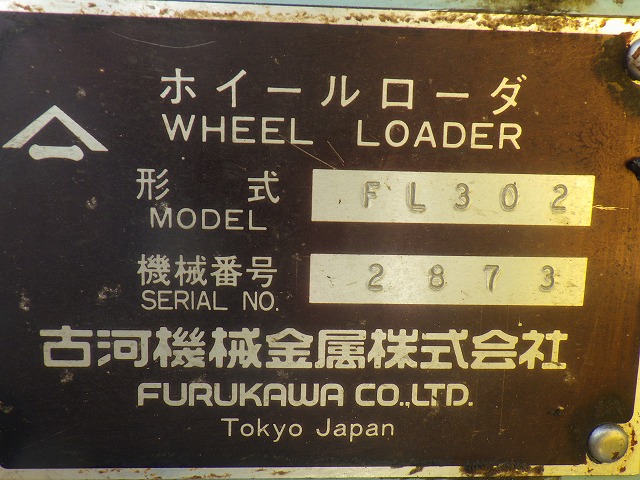 ホイールローダ
WHEEL LOADER
形 式 FL302
MODEL
機械番号 2873
SERIAL NO.
古河機械金属株式会社
FURUKAWA CO.,LTD.
Tokyo Japan